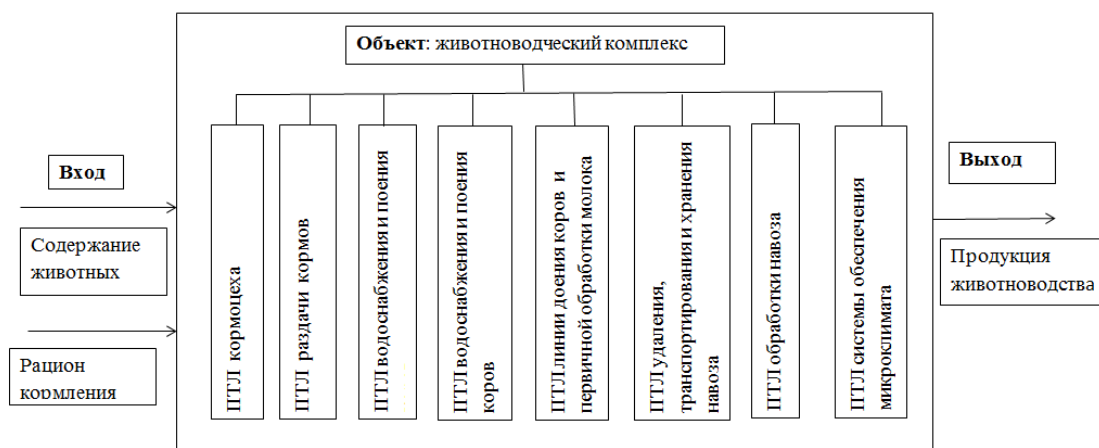 Объект: животноводческий комплекс
Вход
Содержание
животных
Рацион
кормления
ПТЛ кормоцеха
ПТЛ раздачи кормов
ПТЛ водоснабжения и поения
ПТЛ водоснабжения и поения
коров
ПТЛ линии доения коров и
первичной обработки молока
ПТЛ удаления,
транспортирования и хранения
навоза
ПТЛ обработки навоза
ПТЛ системы обеспечения
микроклимата
Выход
Продукция
животноводства